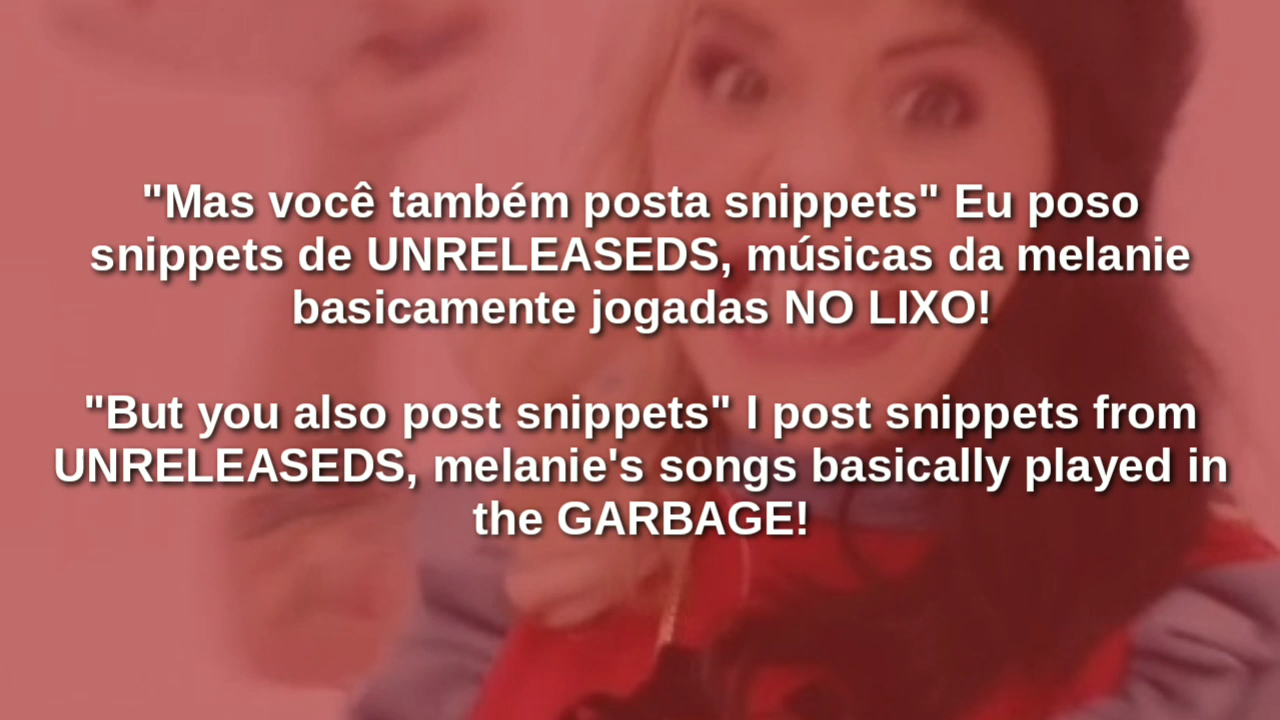 "Mas você também posta snippets" Eu poso
snippets de UNRELEASEDS, músicas da melanie
basicamente jogadas NO LIXO!
"But you also post snippets" I post snippets from
UNRELEASEDS, melanie's songs basically played in
the GARBAGE!